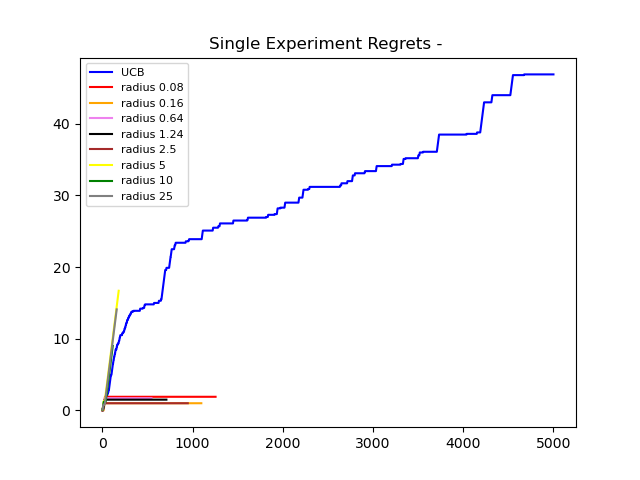 Single Experiment Regrets -
UCB
radius 0.08
radius 0.16
radius 0.64
radius 1.24
radius 2.5
radius 5
radius 10
radius 25
40
30
20
10
0
0 1000 2000 3000 4000 5000